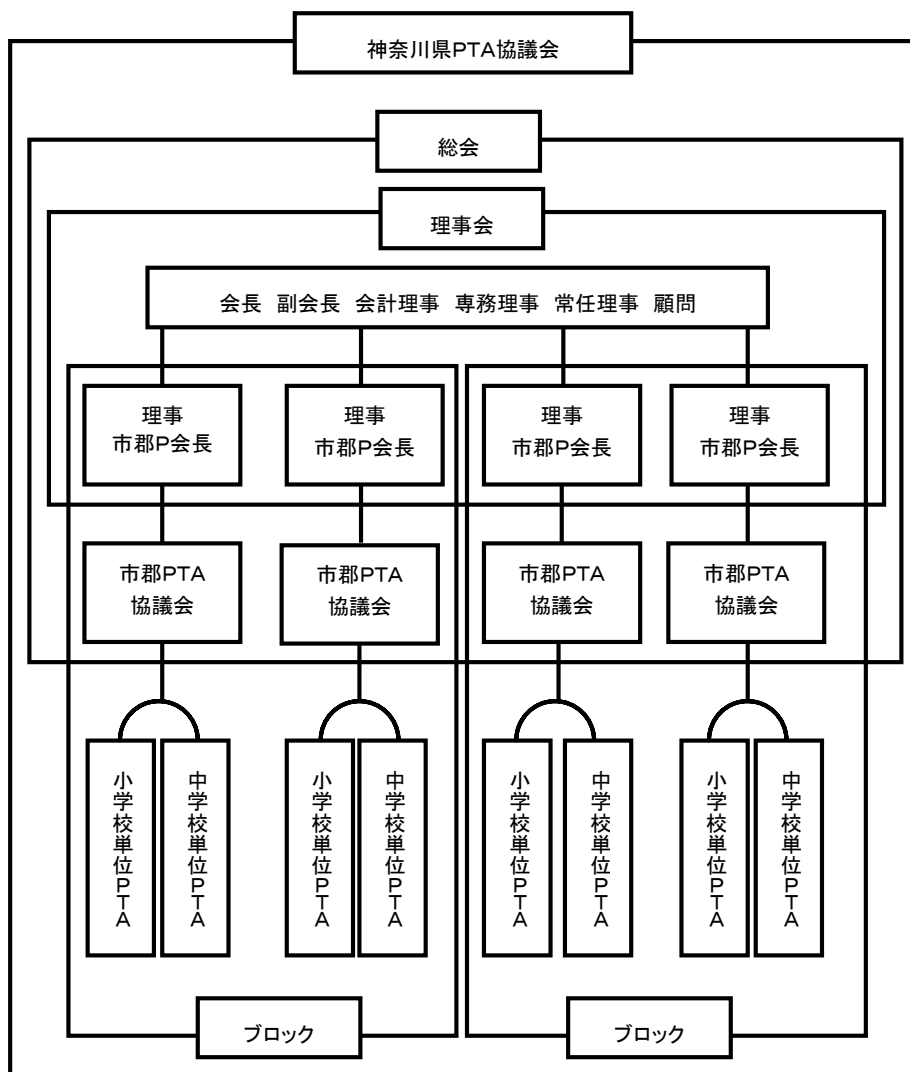 神奈川県PTA協議会
総会
理事会
会長 副会長 会計理事 専務理事 常任理事 顧問
理事
市郡P会長
理事
市郡P会長
理事
市郡P会長
理事
市郡P会長
市郡PTA
協議会
市郡PTA
協議会
市郡PTA
協議会
市郡PTA
協議会
小学校単位PTA
中学校単位PTA
小学校単位PTA
中学校単位PTA
小学校単位PTA
中学校単位PTA
小学校単位PTA
中学校単位PTA
ブロック
ブロック